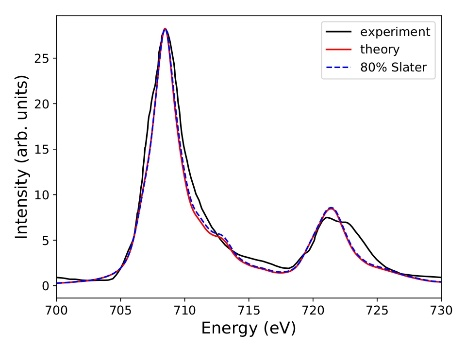 experiment
theory
80% Slater
Intensity (arb. units)
25
20
15
10
5
0
700 705 710 715 720 725 730
Energy (eV)